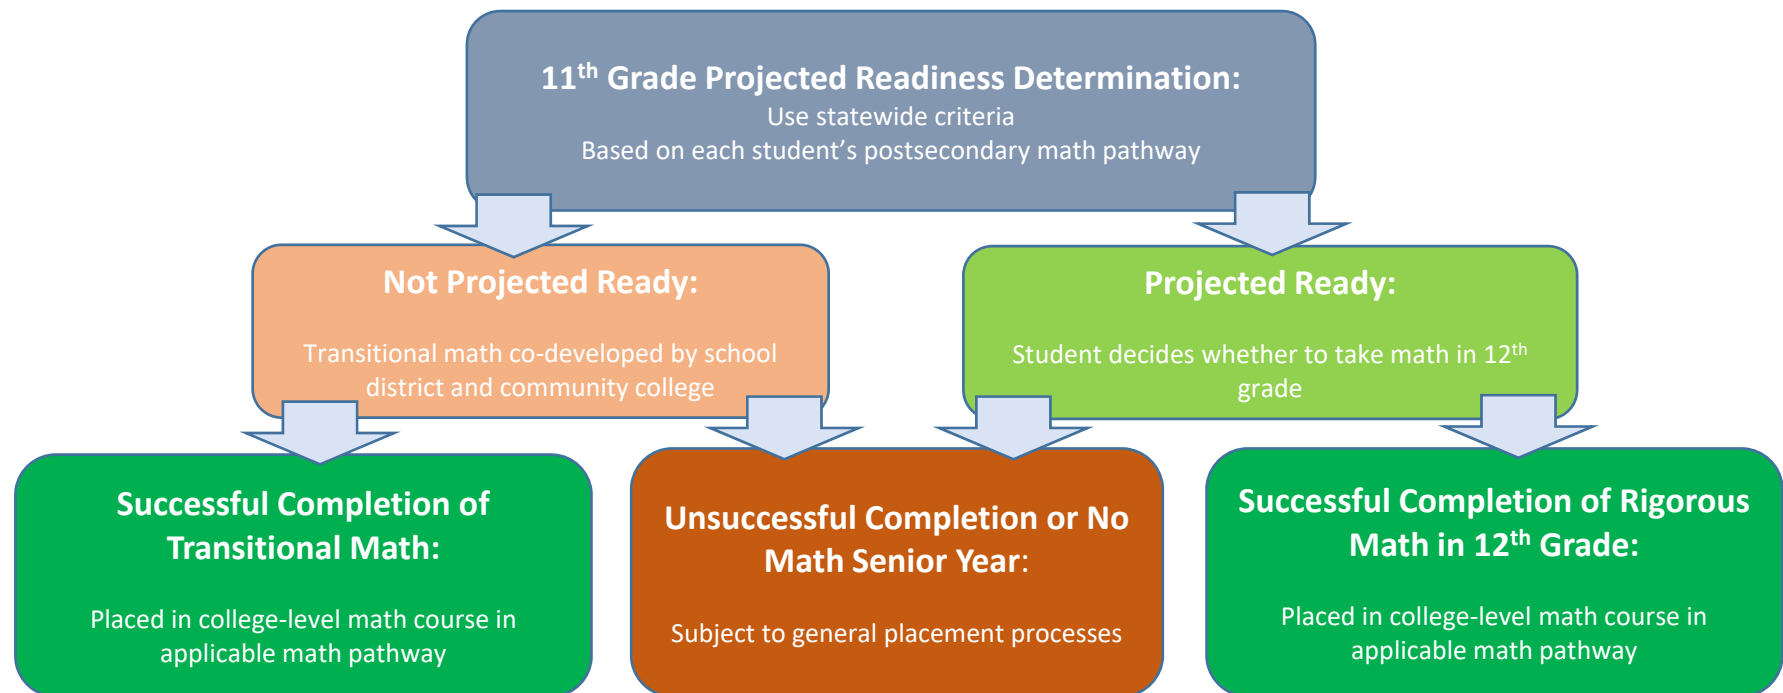 11th Grade Projected Readiness Determination:
Use statewide criteria
Based on each student’s postsecondary math pathway
Not Projected Ready:
Transitional math co-developed by school
district and community college
Projected Ready:
Student decides whether to take math in 12th
grade
Successful Completion of
Transitional Math:
Placed in college-level math course in
applicable math pathway
Unsuccessful Completion or No
Math Senior Year:
Subject to general placement processes
Successful Completion of Rigorous
Math in 12th Grade:
Placed in college-level math course in
applicable math pathway